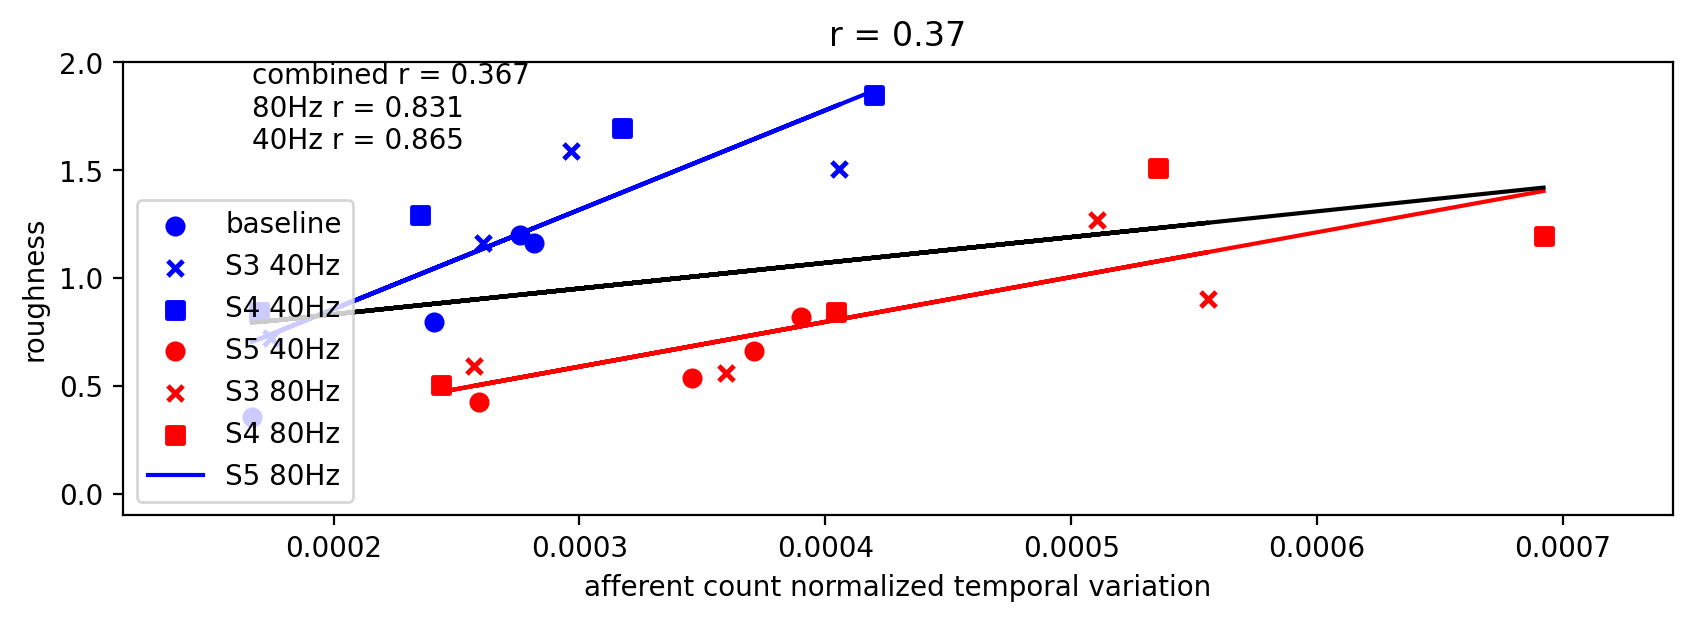 r = 0.37
combined r = 0.367
80Hz r = 0.831
40Hz r = 0.865
2.0
1.5
1.0
0.5
0.0
roughness
baseline
S3 40Hz
S4 40Hz
S5 40Hz
S3 80Hz
S4 80Hz
S5 80Hz
0.0002 0.0003 0.0004 0.0005 0.0006 0.0007
afferent count normalized temporal variation